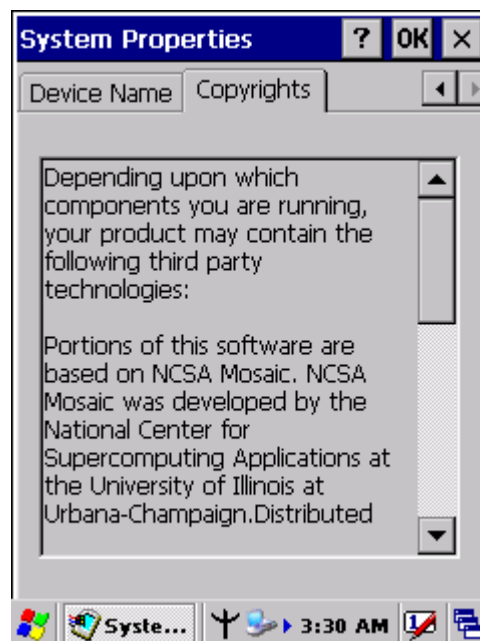 System Properties ? OK ×
Device Name Copyrights
Depending upon which
components you are running,
your product may contain the
following third party
technologies:
Portions of this software are
based on NCSA Mosaic. NCSA
Mosaic was developed by the
National Center for
Supercomputing Applications at
the University of Illinois at
Urbana-Champaign.Distributed
Syste... 3:30 AM